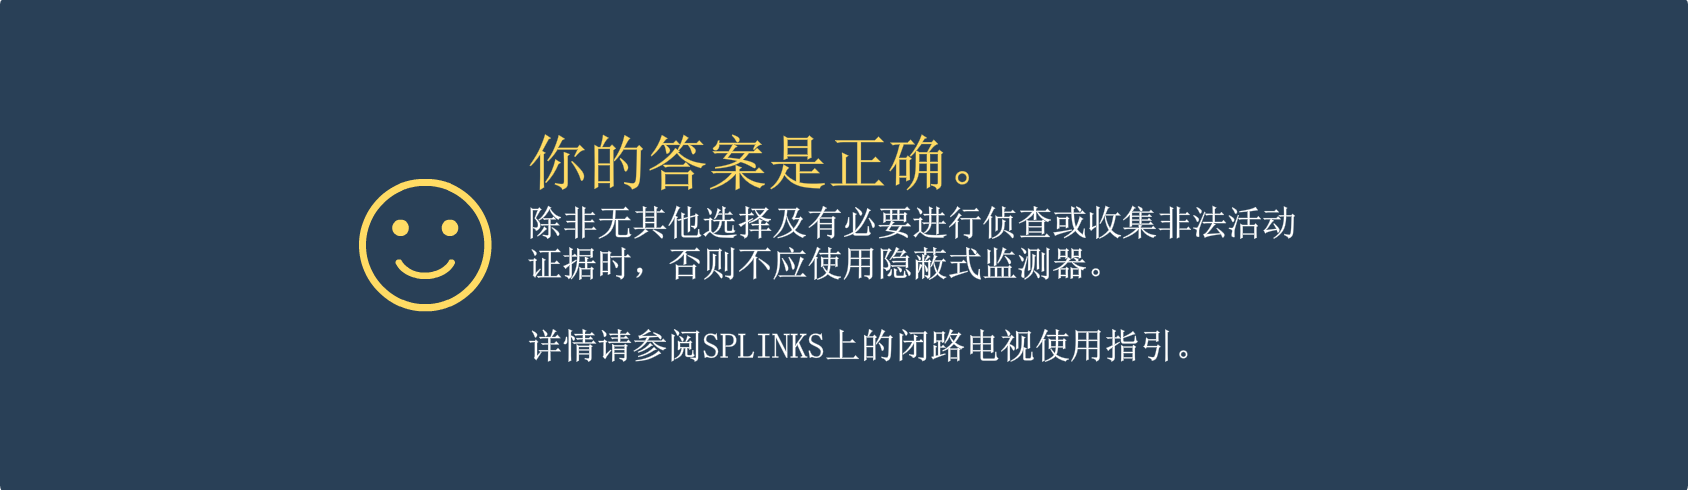 你的答案是正确。
除非无其他选择及有必要进行侦查或收集非法活动
证据时，否则不应使用隐蔽式监测器。
详情请参阅SPLINKS上的闭路电视使用指引。